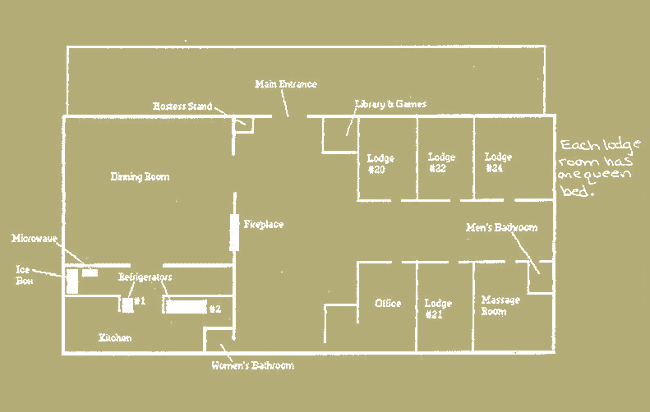 Main Entrance
Hostess Stand
Library & Games
Each lodge
room has
one queen
bed.
Lodge
#20
Lodge
#22
Lodge
#24
Dinning Room
Fireplace
Men's Bathroom
Microwave
Ice
Box
Refrigerators
#1
#2
Office
Lodge
#21
Massage
Room
Kitchen
Women's Bathroom